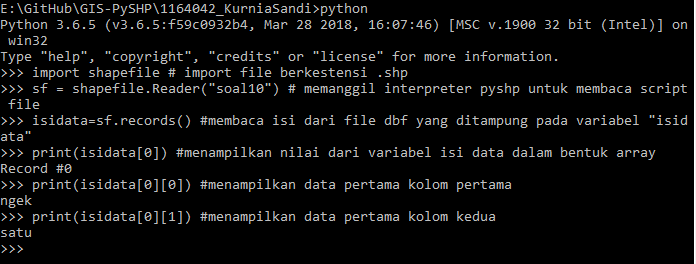 E:\GitHub\GIS-PySHP\1164042_KurniaSandi>python
Python 3.6.5 (v3.6.5:f59c0932b4, Mar 28 2018, 16:07:46) [MSC v.1900 32 bit (Intel)] on
 win32
Type "help", "copyright", "credits" or "license" for more information.
>>> import shapefile # import file berkestensi .shp
>>> sf = shapefile.Reader("soal10") # memanggil interpreter pyshp untuk membaca script
 file
>>> isidata=sf.records() #membaca isi dari file dbf yang ditampung pada variabel "isid
ata"
>>> print(isidata[0]) #menampilkan nilai dari variabel isi data dalam bentuk array
Record #0
>>> print(isidata[0][0]) #menampilkan data pertama kolom pertama
ngek
>>> print(isidata[0][1]) #menampilkan data pertama kolom kedua
satu
>>>